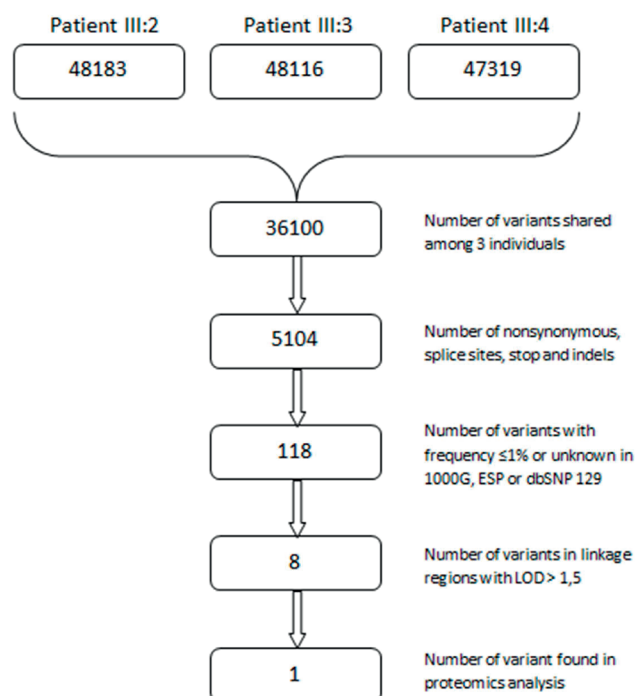 Patient III:2 Patient III:3 Patient III:4
48183 48116 47319
36100
Number of variants shared
among 3 individuals
5104
Number of nonsynonymous,
splice sites, stop and indels
118
Number of variants with
frequency ≤1% or unknown in
1000G, ESP or dbSNP 129
8
Number of variants in linkage
regions with LOD > 1,5
1
Number of variant found in
proteomics analysis